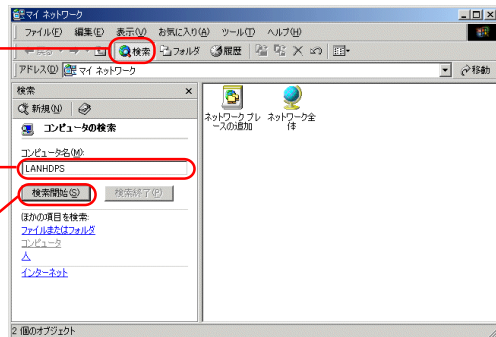 マイ ネットワーク
ファイル(F) 編集(E) 表示(V) お気に入り(A) ツール(T) ヘルプ(H)
検索 フォルダ 履歴
アドレス(D) マイ ネットワーク 移動
検索
新規(N)
コンピュータの検索
コンピュータ名(M):
LANHDPS
検索開始(S) 検索終了(P)
ほかの項目を検索:
ファイルまたはフォルダ
コンピュータ
人
インターネット
ネットワーク プレ
ースの追加
ネットワーク全
体
2 個のオブジェクト